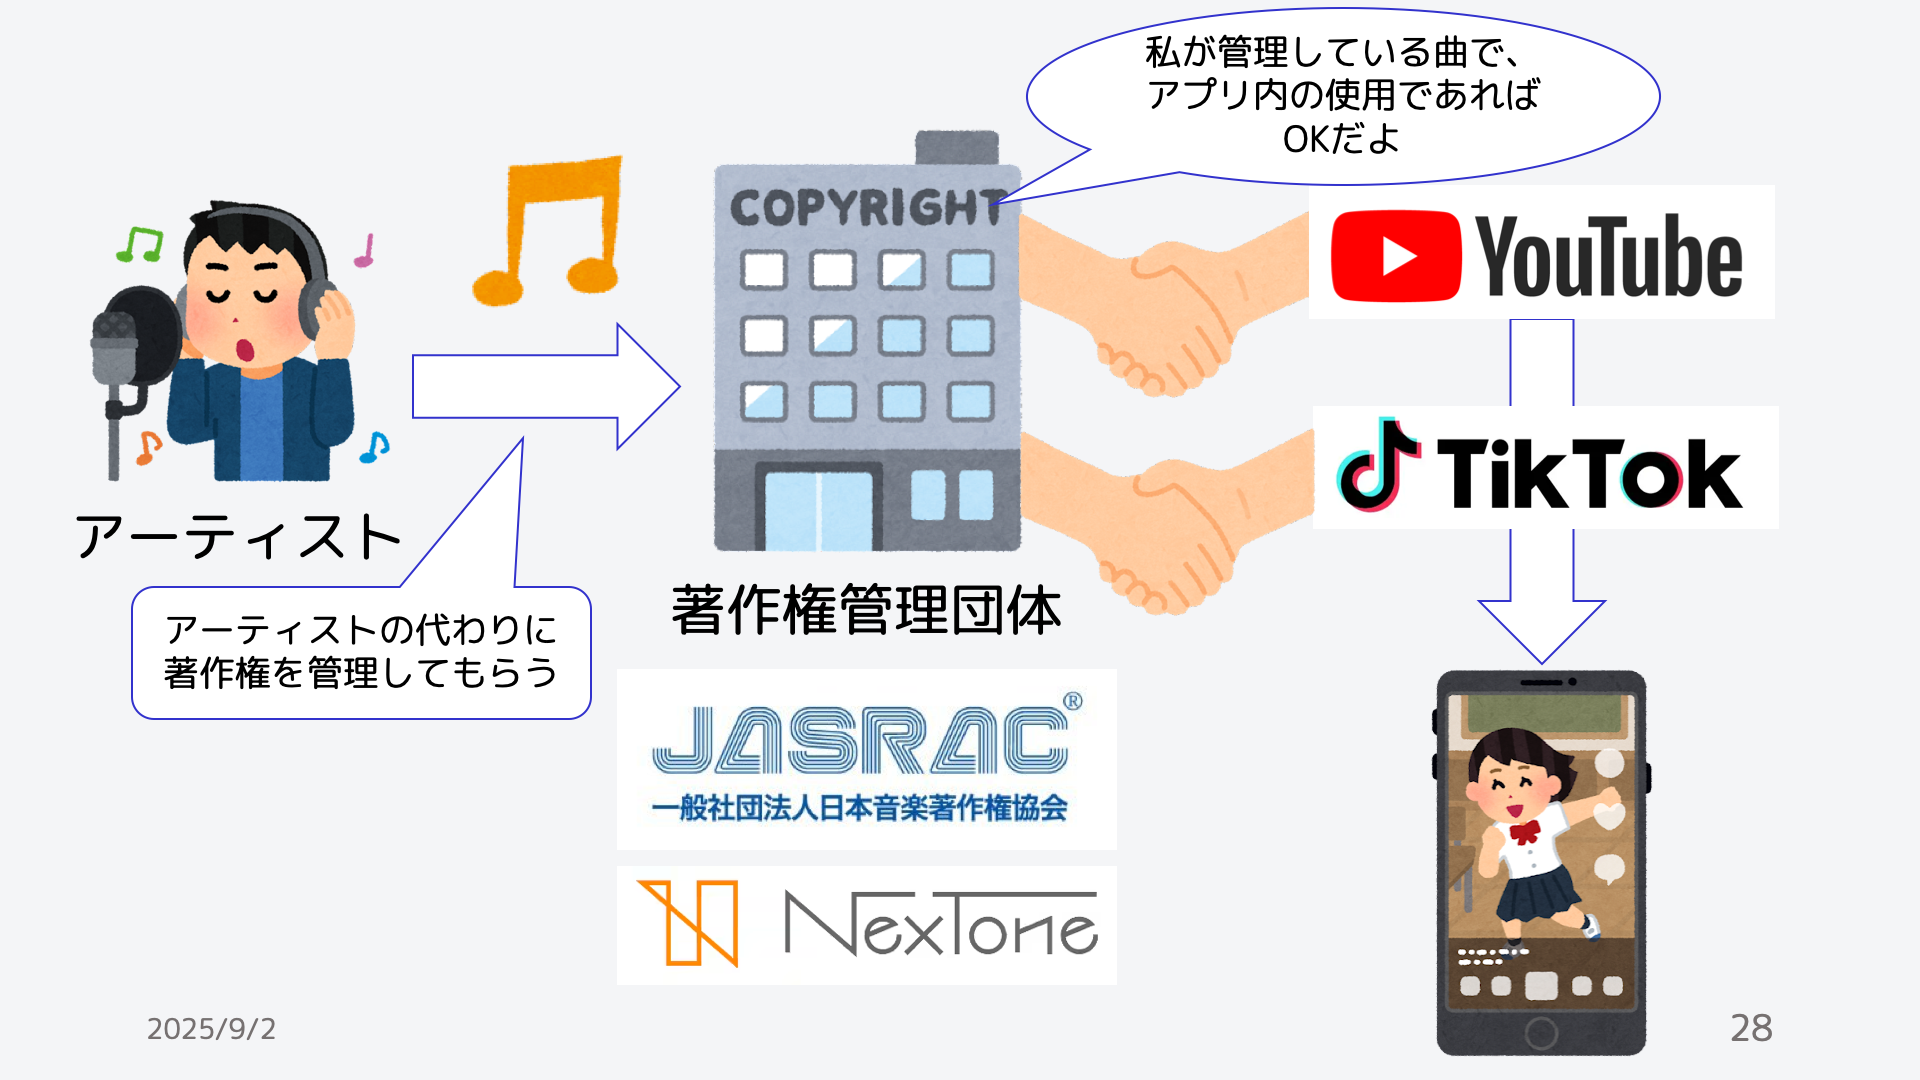 私が管理している曲で、
アプリ内の使用であれば
OKだよ
COPYRIGHT
YouTube
TikTok
アーティスト
アーティストの代わりに
著作権を管理してもらう
著作権管理団体
JASRAC®
一般社団法人日本音楽著作権協会
NexTone
2025/9/2
28